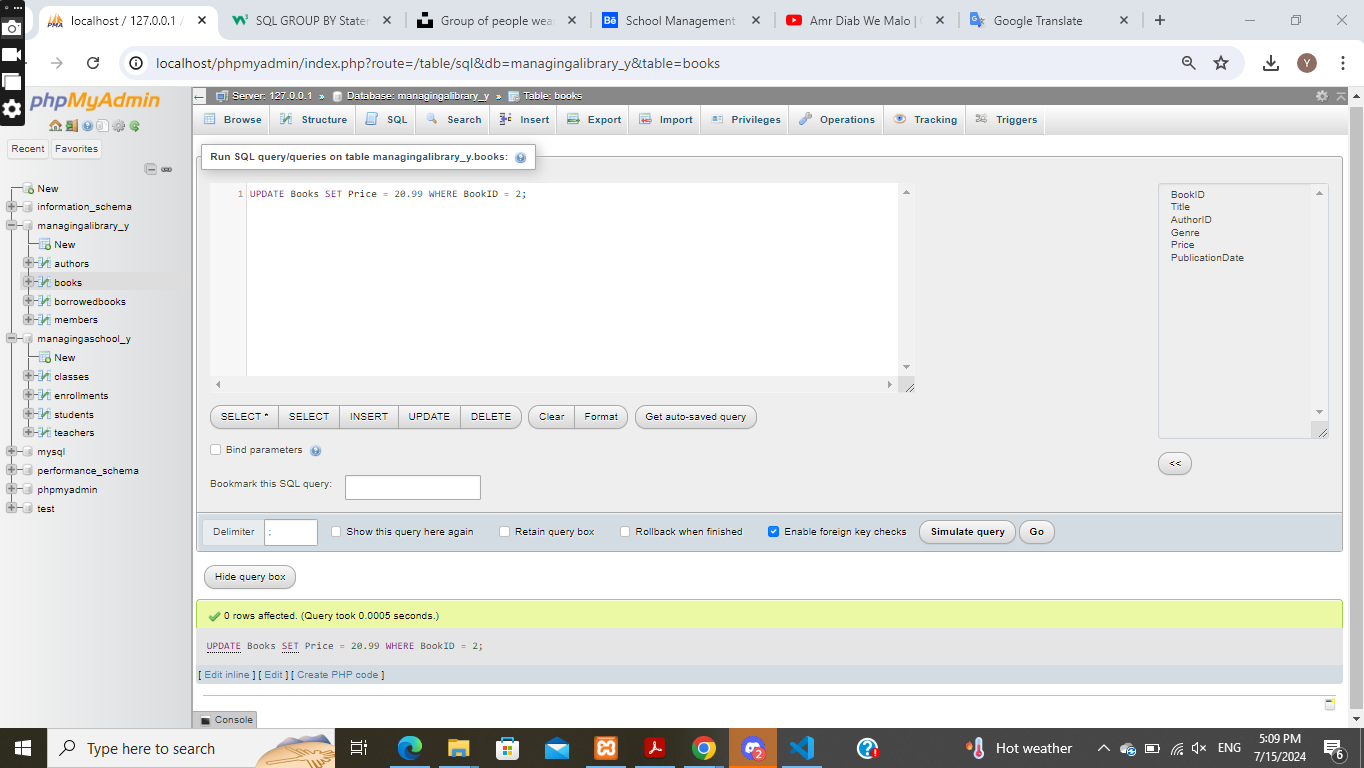 localhost / 127.0.0.1 /
SQL GROUP BY Stater
Group of people wea
School Management
Amr Diab We Malo | (
Google Translate
localhost/phpmyadmin/index.php?route=/table/sql&db=managingalibrary_y&table=books
Y
phpMyAdmin
Recent
Favorites
New
information_schema
managingalibrary_y
New
authors
books
borrowedbooks
members
managingaschool_y
New
classes
enrollments
students
teachers
mysql
performance_schema
phpmyadmin
test
Server: 127.0.0.1 » Database: managingalibrary_y » Table: books
Browse
Structure
SQL
Search
Insert
Export
Import
Privileges
Operations
Tracking
Triggers
Run SQL query/queries on table managingalibrary_y.books:
1 UPDATE Books SET Price = 20.99 WHERE BookID = 2;
BookID
Title
AuthorID
Genre
Price
PublicationDate
SELECT *
SELECT
INSERT
UPDATE
DELETE
Clear
Format
Get auto-saved query
<<
Bind parameters
Bookmark this SQL query:
Delimiter ;
Show this query here again
Retain query box
Rollback when finished
Enable foreign key checks
Simulate query
Go
Hide query box
0 rows affected. (Query took 0.0005 seconds.)
UPDATE Books SET Price = 20.99 WHERE BookID = 2;
[ Edit inline ] [ Edit ] [ Create PHP code ]
Console
Type here to search
2
Hot weather
ENG
5:09 PM
7/15/2024
6